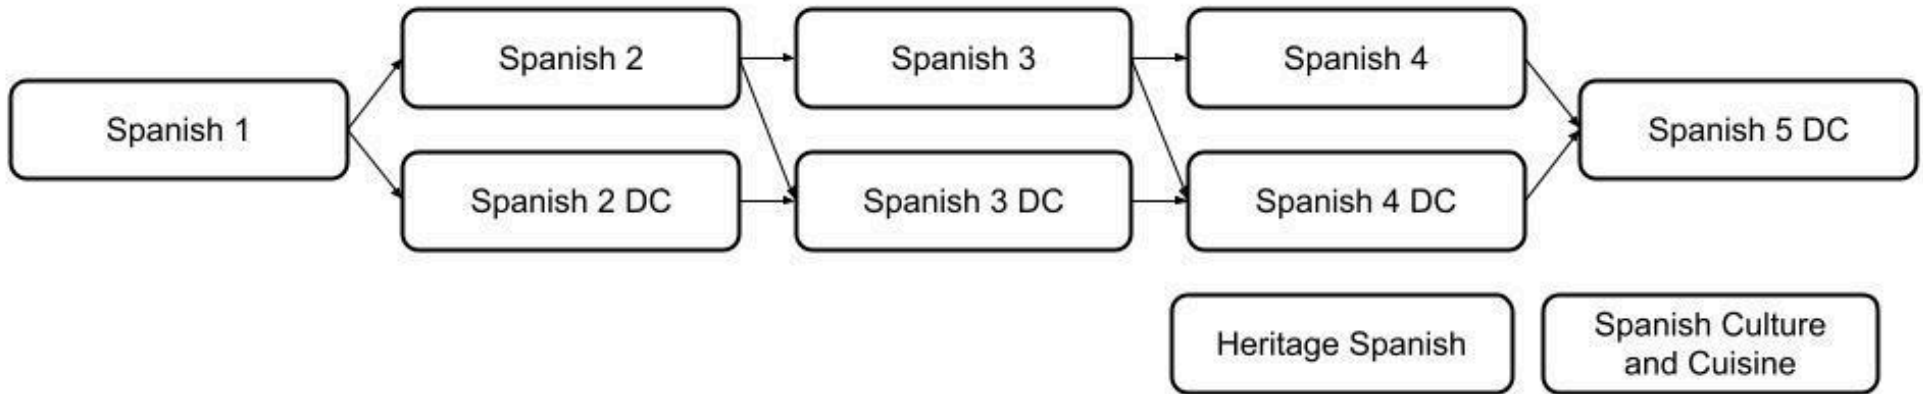 Spanish 1
Spanish 2
Spanish 2 DC
Spanish 3
Spanish 3 DC
Spanish 4
Spanish 4 DC
Spanish 5 DC
Heritage Spanish
Spanish Culture
and Cuisine